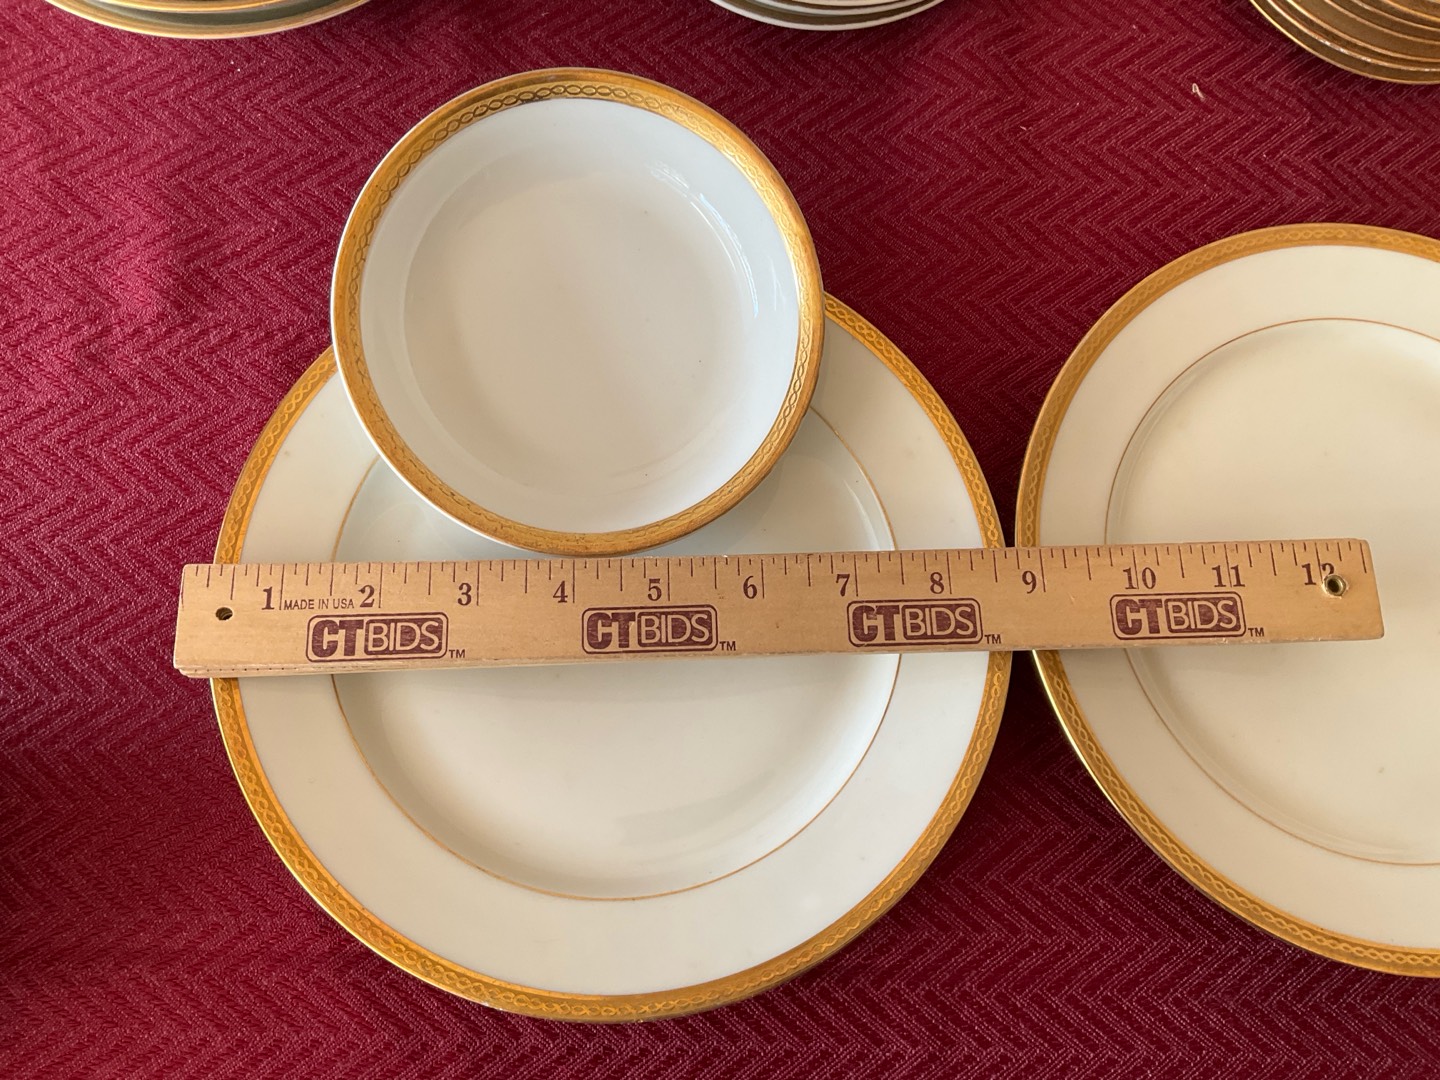 1 2 3 4 5 6 7 8 9 10 11 12
MADE IN USA
CTBIDS™ CTBIDS™ CTBIDS™ CTBIDS™